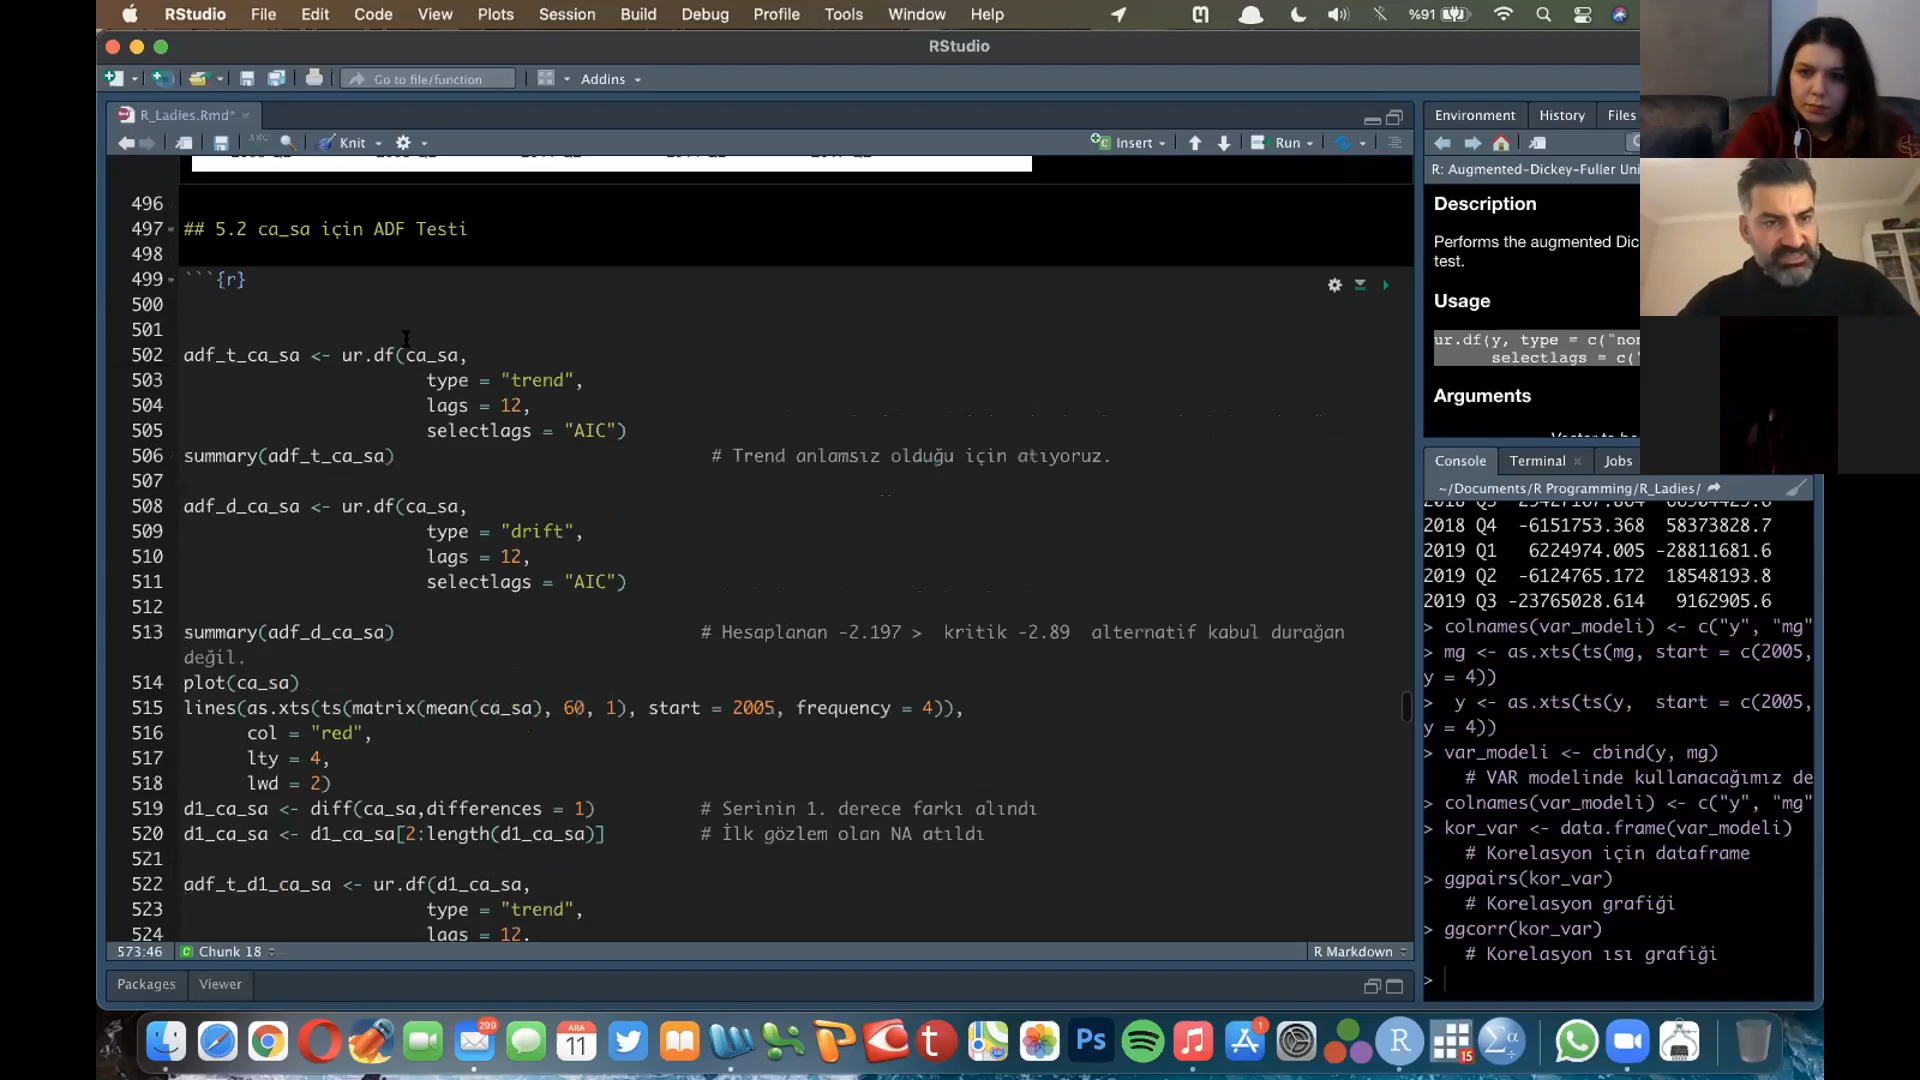 RStudio File Edit Code View Plots Session Build Debug Profile Tools Window Help %91
RStudio
Go to file/function Addins
R_Ladies.Rmd*
Knit Insert Run
496
497 ## 5.2 ca_sa için ADF Testi
498
499 ```{r}
500
501
502 adf_t_ca_sa <- ur.df(ca_sa,
503 type = "trend",
504 lags = 12,
505 selectlags = "AIC")
506 summary(adf_t_ca_sa) # Trend anlamsız olduğu için atıyoruz.
507
508 adf_d_ca_sa <- ur.df(ca_sa,
509 type = "drift",
510 lags = 12,
511 selectlags = "AIC")
512
513 summary(adf_d_ca_sa) # Hesaplanan -2.197 > kritik -2.89 alternatif kabul durağan
değil.
514 plot(ca_sa)
515 lines(as.xts(ts(matrix(mean(ca_sa), 60, 1), start = 2005, frequency = 4)),
516 col = "red",
517 lty = 4,
518 lwd = 2)
519 d1_ca_sa <- diff(ca_sa,differences = 1) # Serinin 1. derece farkı alındı
520 d1_ca_sa <- d1_ca_sa[2:length(d1_ca_sa)] # İlk gözlem olan NA atıldı
521
522 adf_t_d1_ca_sa <- ur.df(d1_ca_sa,
523 type = "trend",
524 lags = 12.
573:46 Chunk 18 R Markdown
Packages Viewer
Environment History Files
R: Augmented-Dickey-Fuller Uni
Description
Performs the augmented Dic
test.
Usage
ur.df(y, type = c("nor
selectlags = c("
Arguments
Console Terminal Jobs
~/Documents/R Programming/R_Ladies/
2018 Q4 -6151753.368 58373828.7
2019 Q1 6224974.005 -28811681.6
2019 Q2 -6124765.172 18548193.8
2019 Q3 -23765028.614 9162905.6
> colnames(var_modeli) <- c("y", "mg"
> mg <- as.xts(ts(mg, start = c(2005,
y = 4))
> y <- as.xts(ts(y, start = c(2005,
y = 4))
> var_modeli <- cbind(y, mg)
# VAR modelinde kullanacağımız de
> colnames(var_modeli) <- c("y", "mg"
> kor_var <- data.frame(var_modeli)
# Korelasyon için dataframe
> ggpairs(kor_var)
# Korelasyon grafiği
> ggcorr(kor_var)
# Korelasyon ısı grafiği
>
299
ARA
11
Ps
1
R
15